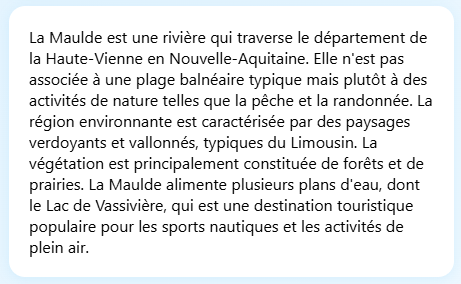 La Maulde est une rivière qui traverse le département de
la Haute-Vienne en Nouvelle-Aquitaine. Elle n'est pas
associée à une plage balnéaire typique mais plutôt à des
activités de nature telles que la pêche et la randonnée. La
région environnante est caractérisée par des paysages
verdoyants et vallonnés, typiques du Limousin. La
végétation est principalement constituée de forêts et de
prairies. La Maulde alimente plusieurs plans d'eau, dont
le Lac de Vassivière, qui est une destination touristique
populaire pour les sports nautiques et les activités de
plein air.